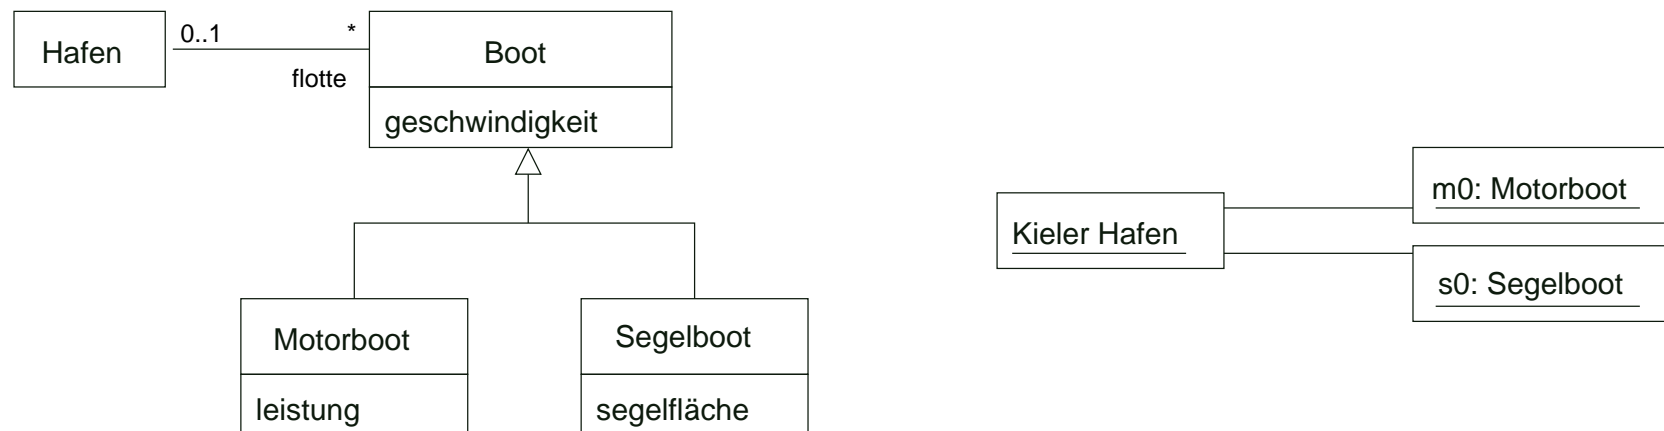 Hafen
0..1
*
flotte
Boot
geschwindigkeit
Motorboot
leistung
Segelboot
segelfläche
Kieler Hafen
m0: Motorboot
s0: Segelboot